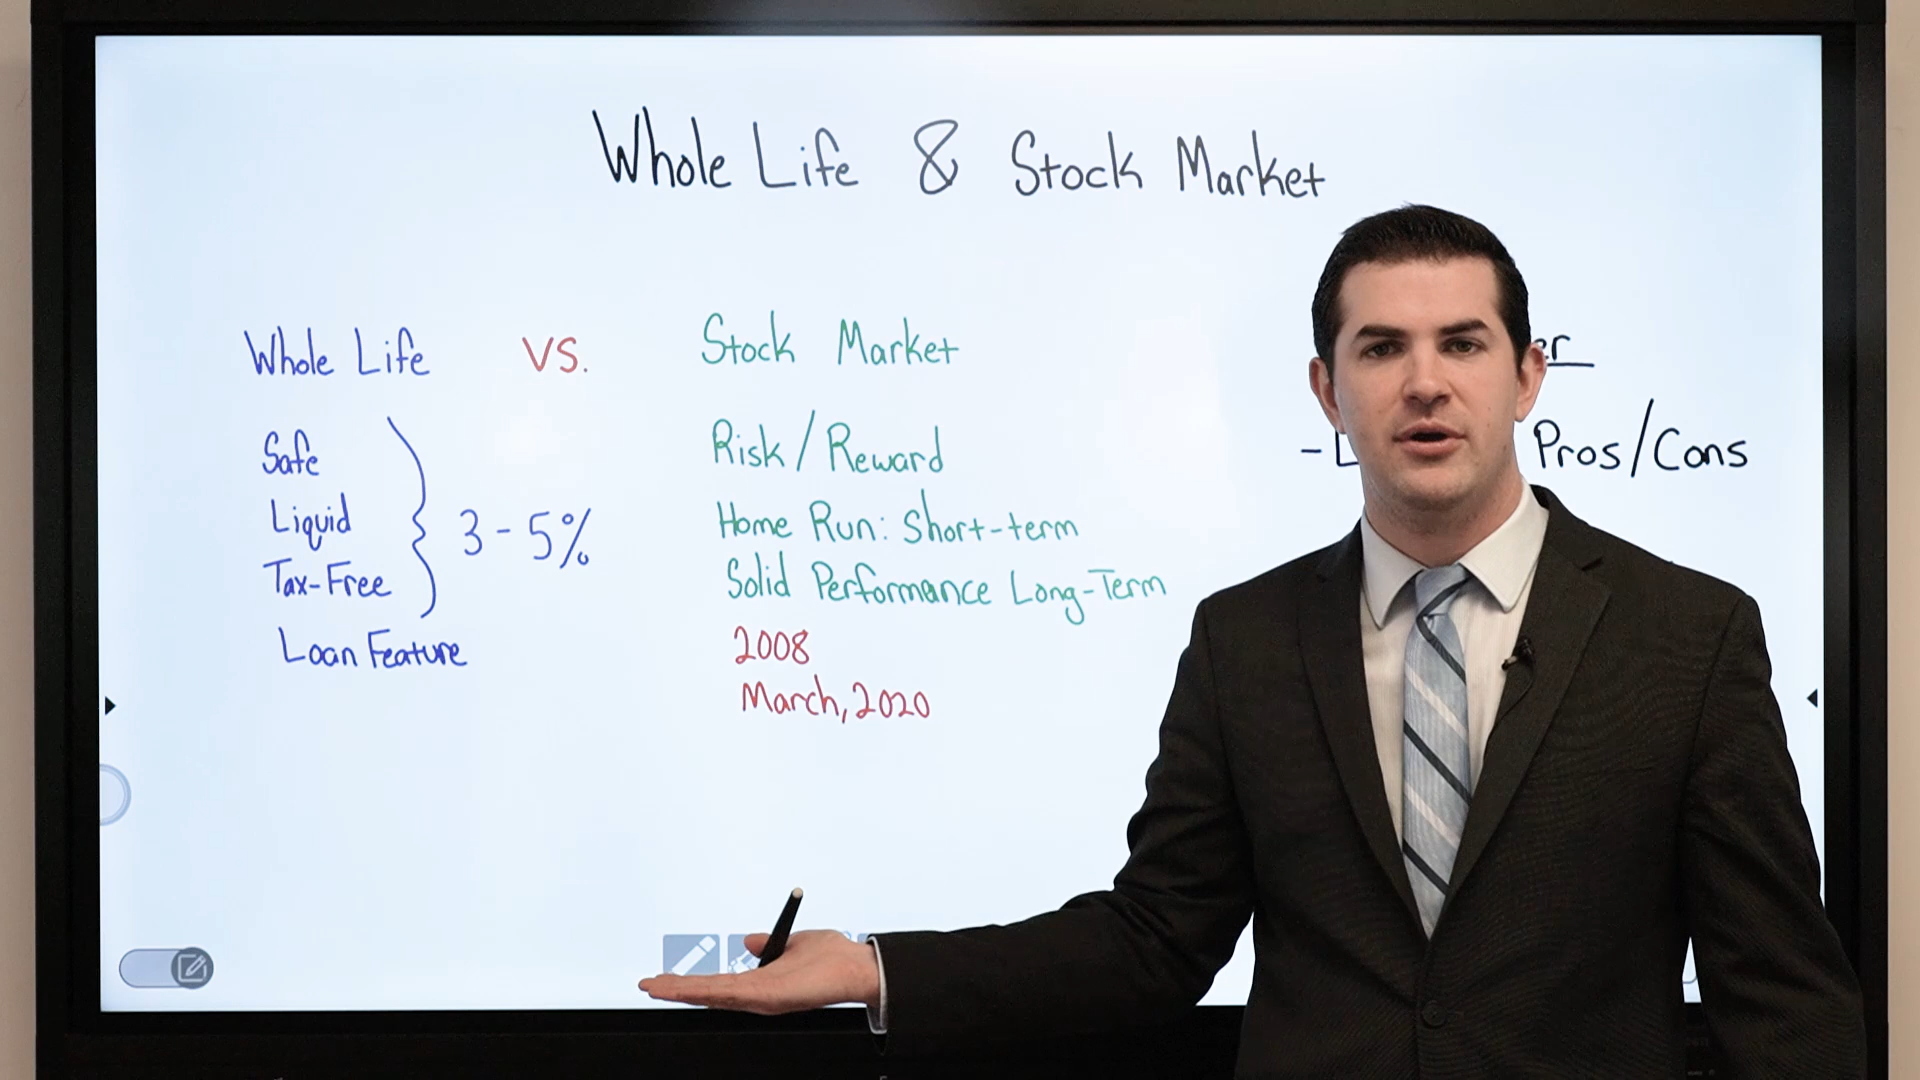 Whole Life & Stock Market
Whole Life vs. Stock Market
Safe
Liquid
Tax-Free
3-5%
Loan Feature
Risk/Reward
Home Run: Short-term
Solid Performance Long-Term
2008
March, 2020
- Pros/Cons